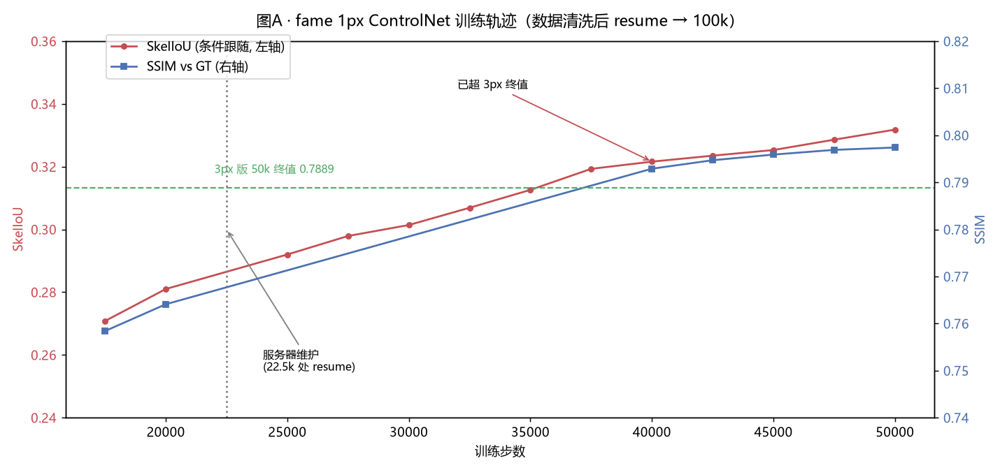 图A · fame 1px ControlNet 训练轨迹（数据清洗后 resume → 100k）
SkelIoU (条件跟随, 左轴)
SSIM vs GT (右轴)
已超 3px 终值
3px 版 50k 终值 0.7889
服务器维护
(22.5k 处 resume)
SkelIoU
0.36
0.34
0.32
0.30
0.28
0.26
0.24
SSIM
0.82
0.81
0.80
0.79
0.78
0.77
0.76
0.75
0.74
20000 25000 30000 35000 40000 45000 50000
训练步数